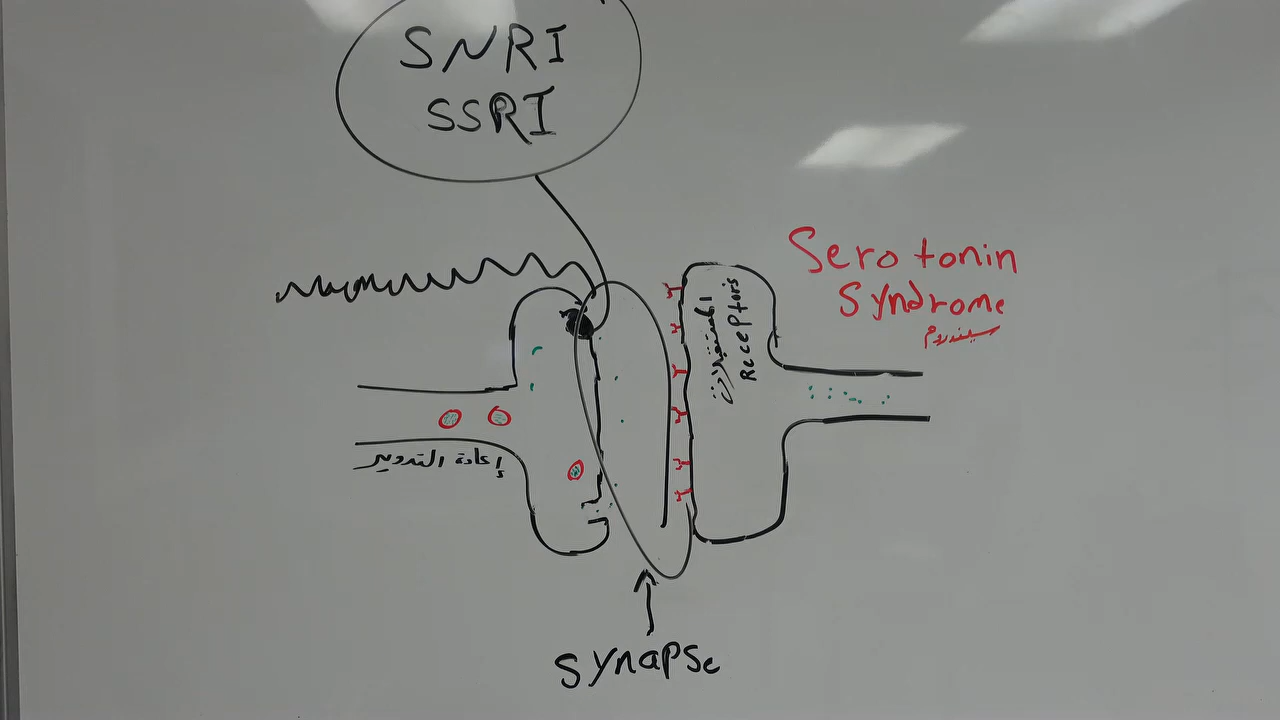 SNRI
SSRI
Serotonin
Syndrome
سيندروم
المستقبلات
Receptors
إعادة التدوير
synapse